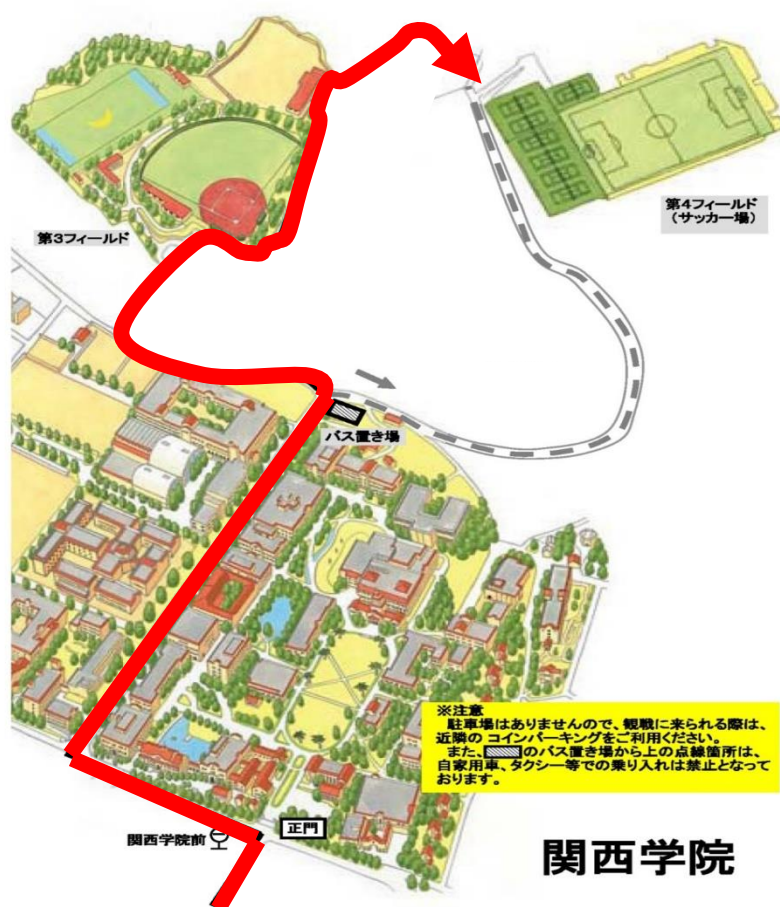 第3フィールド
第4フィールド
(サッカー場)
バス置き場
※注意
駐車場はありませんので、観戦に来られる際は、
近隣の コインパーキングをご利用ください。
また、 のバス置き場から上の点線箇所は、
自家用車、タクシー等での乗り入れは禁止となって
おります。
正門
関西学院前
関西学院